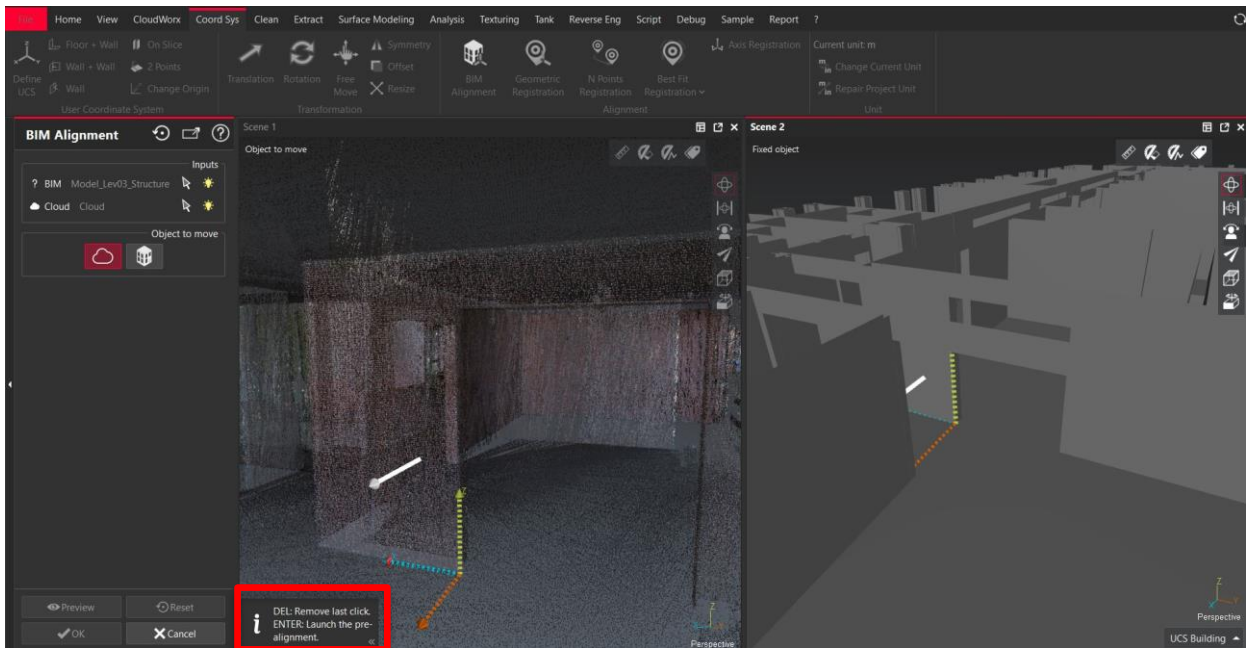 File Home View CloudWorx Coord Sys Clean Extract Surface Modeling Analysis Texturing Tank Reverse Eng Script Debug Sample Report ?
Define UCS
Floor + Wall
Wall + Wall
Wall
On Slice
2 Points
Change Origin
User Coordinate System
Translation
Rotation
Free Move
Symmetry
Offset
Resize
Transformation
BIM Alignment
Geometric Registration
N Points Registration
Best Fit Registration
Axis Registration
Alignment
Current unit: m
Change Current Unit
Repair Project Unit
Unit
BIM Alignment
Inputs
? BIM Model_Lev03_Structure
Cloud Cloud
Object to move
Preview
Reset
OK
Cancel
Scene 1
Object to move
Z
DEL: Remove last click.
ENTER: Launch the pre-
alignment.
Z
Perspective
Scene 2
Fixed object
Z
Perspective
UCS Building